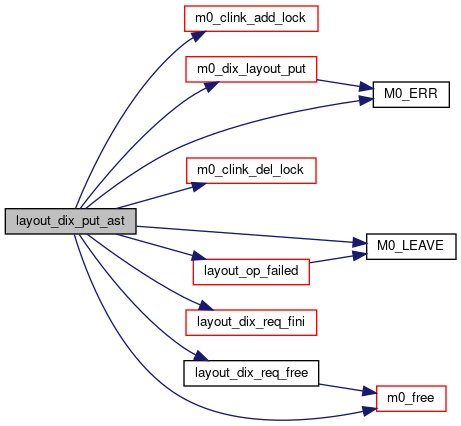 m0_clink_add_lock
m0_dix_layout_put
M0_ERR
m0_clink_del_lock
layout_dix_put_ast
M0_LEAVE
layout_op_failed
layout_dix_req_fini
layout_dix_req_free
m0_free